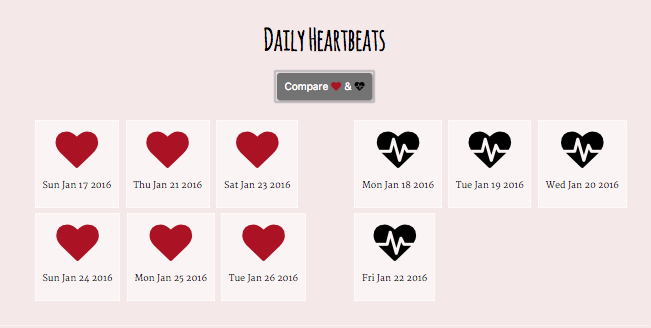 Daily Heartbeats
Compare &
Sun Jan 17 2016
Thu Jan 21 2016
Sat Jan 23 2016
Mon Jan 18 2016
Tue Jan 19 2016
Wed Jan 20 2016
Sun Jan 24 2016
Mon Jan 25 2016
Tue Jan 26 2016
Fri Jan 22 2016